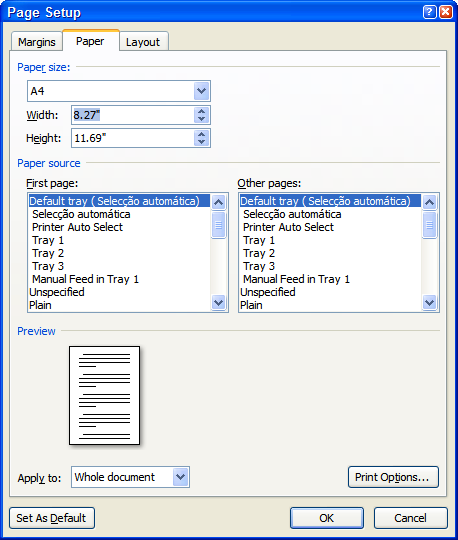 Page Setup
Margins Paper Layout
Paper size:
A4
Width: 8.27"
Height: 11.69"
Paper source
First page: Other pages:
Default tray ( Selecção automática) Default tray ( Selecção automática)
Selecção automática Selecção automática
Printer Auto Select Printer Auto Select
Tray 1 Tray 1
Tray 2 Tray 2
Tray 3 Tray 3
Manual Feed in Tray 1 Manual Feed in Tray 1
Unspecified Unspecified
Plain Plain
Preview
Apply to: Whole document Print Options...
Set As Default OK Cancel